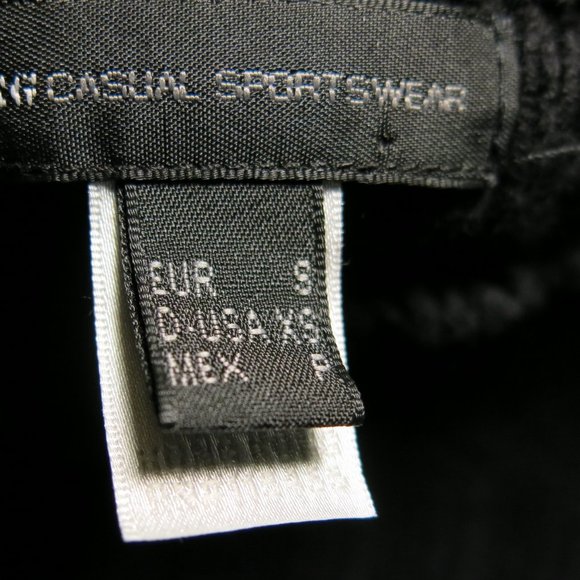 CASUAL SPORTSWEAR
EUR S
D-USA XS
MEX P